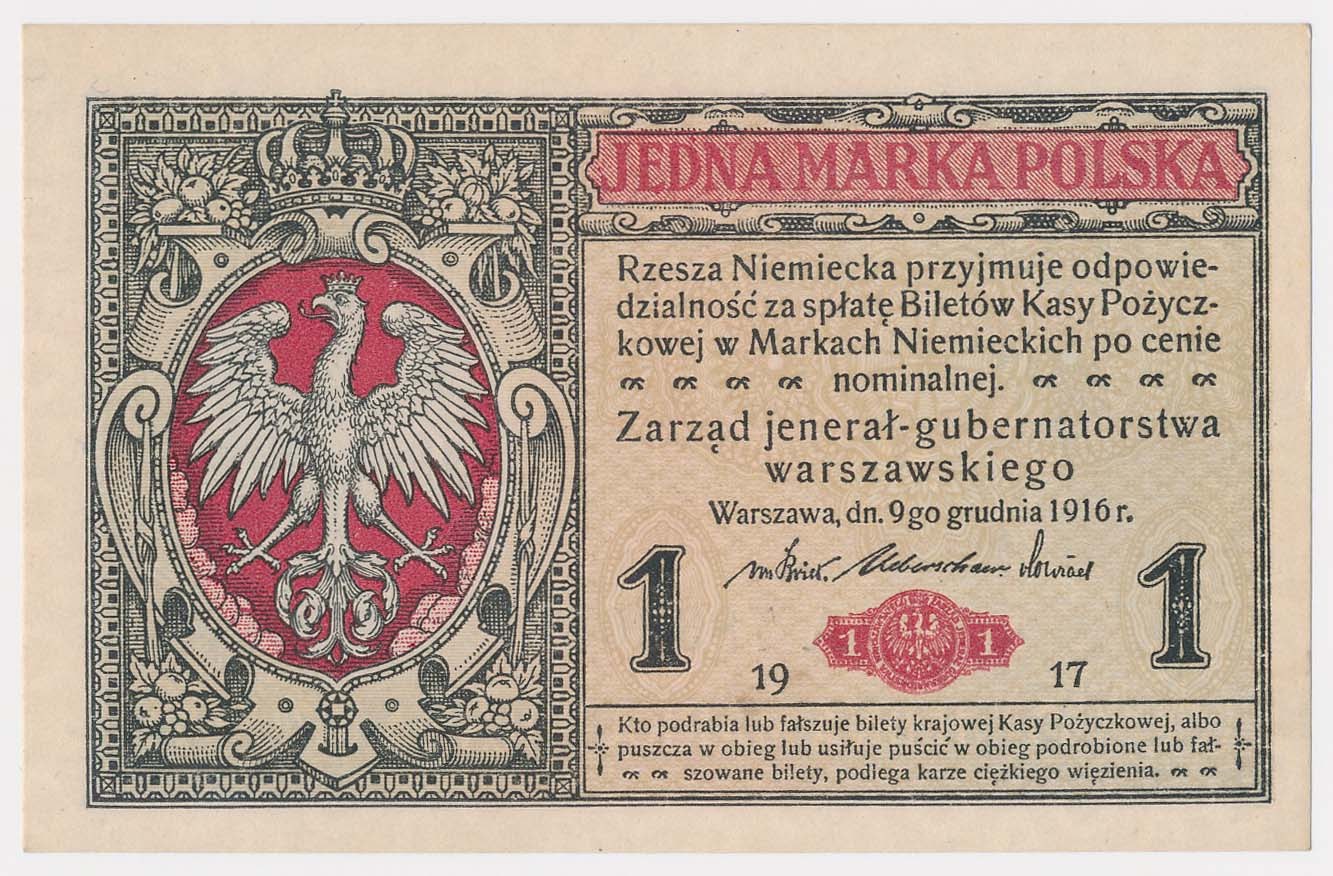 JEDNA MARKA POLSKA
Rzesza Niemiecka przyjmuje odpowie-
dzialność za spłatę Biletów Kasy Pożycz-
kowej w Markach Niemieckich po cenie
nominalnej.
Zarząd jenerał-gubernatorstwa
warszawskiego
Warszawa, dn. 9go grudnia 1916 r.
1 1
1 1
19 17
Kto podrabia lub fałszuje bilety krajowej Kasy Pożyczkowej, albo
puszcza w obieg lub usiłuje puścić w obieg podrobione lub fał-
szowane bilety, podlega karze ciężkiego więzienia.